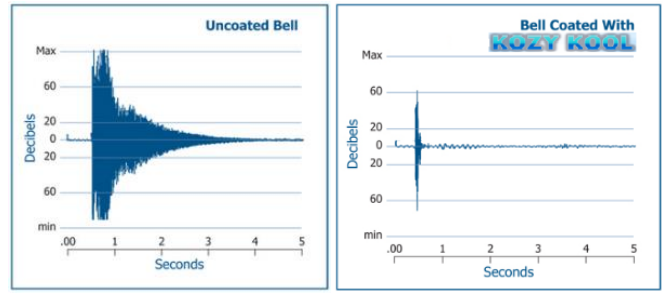 Uncoated Bell
Max
60
20
0
20
60
min
Decibels
.00 1 2 3 4 5
Seconds
Bell Coated With
KOZY KOOL
Max
60
20
0
20
60
min
Decibels
.00 1 2 3 4 5
Seconds